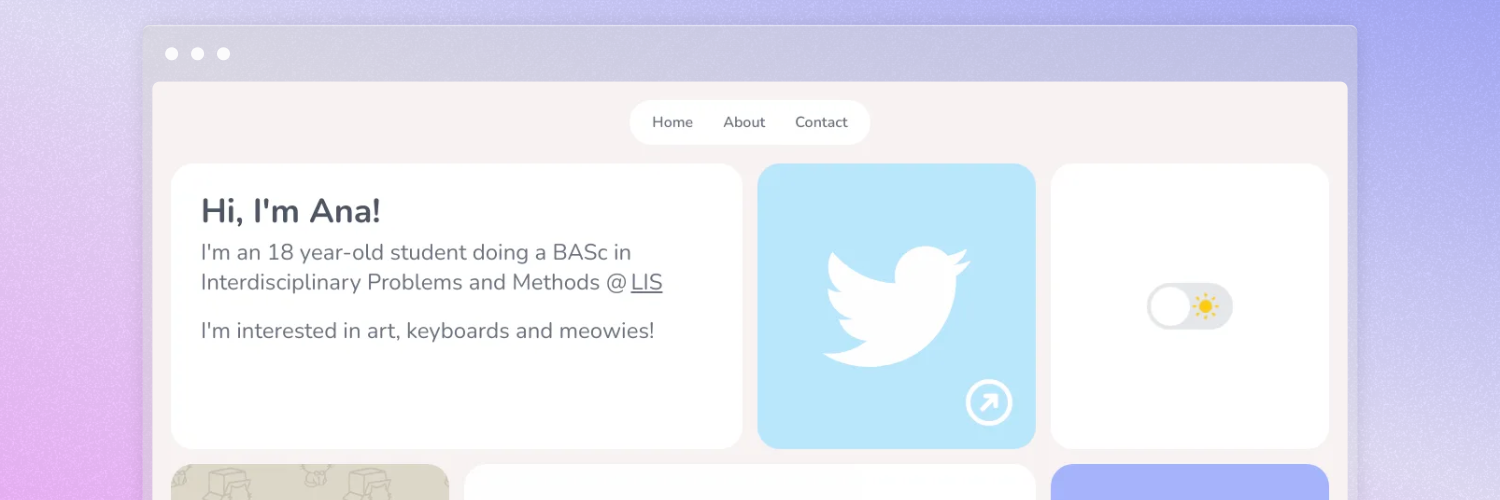 Home About Contact
Hi, I'm Ana!
I'm an 18 year-old student doing a BASc in
Interdisciplinary Problems and Methods @ LIS
I'm interested in art, keyboards and meowies!